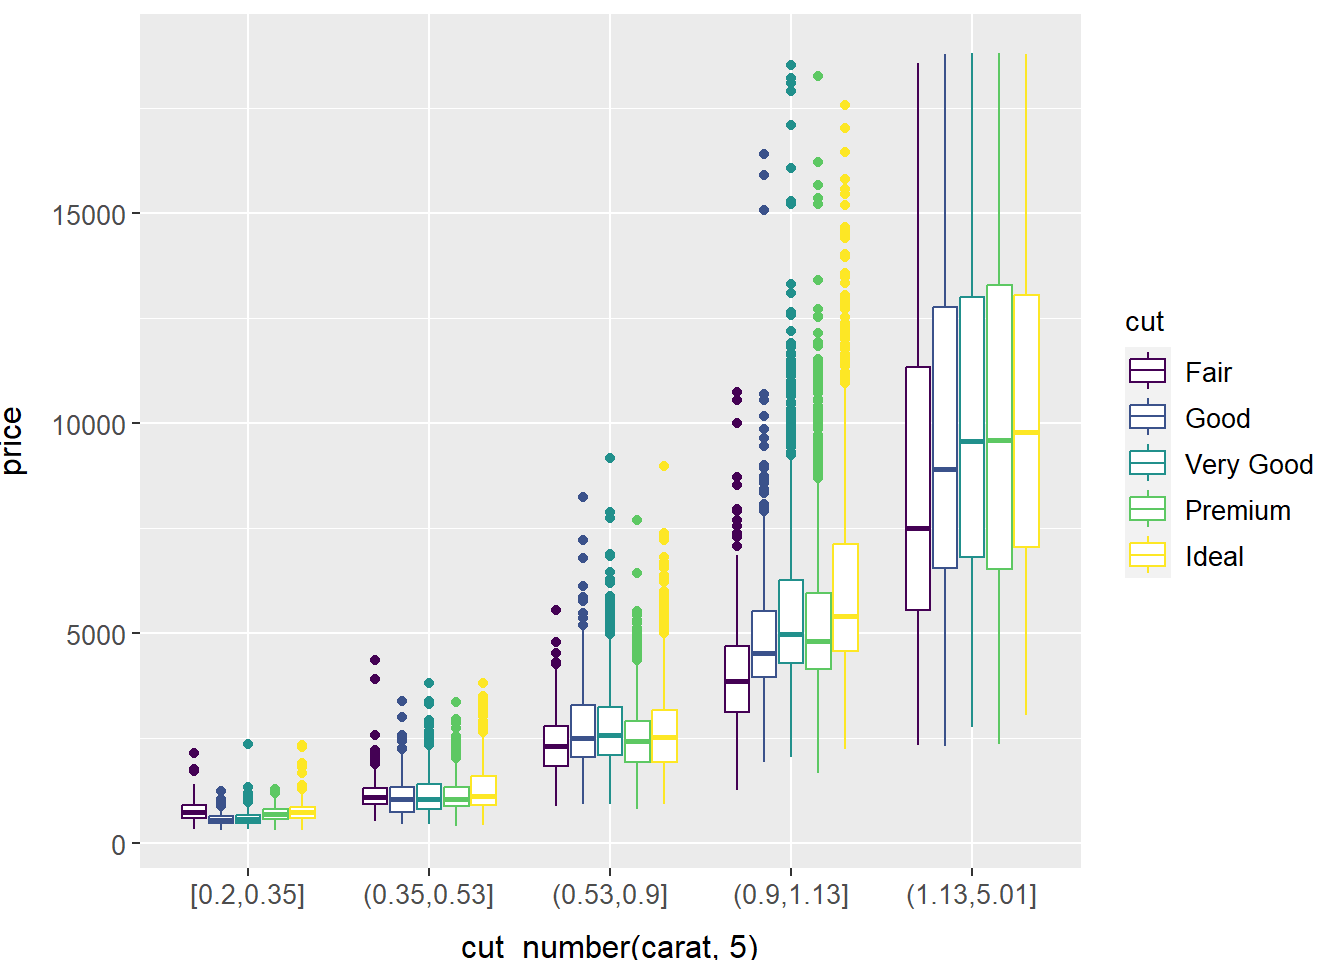 price
15000
10000
5000
0
[0.2,0.35] (0.35,0.53] (0.53,0.9] (0.9,1.13] (1.13,5.01]
cut_number(carat, 5)
cut
Fair
Good
Very Good
Premium
Ideal